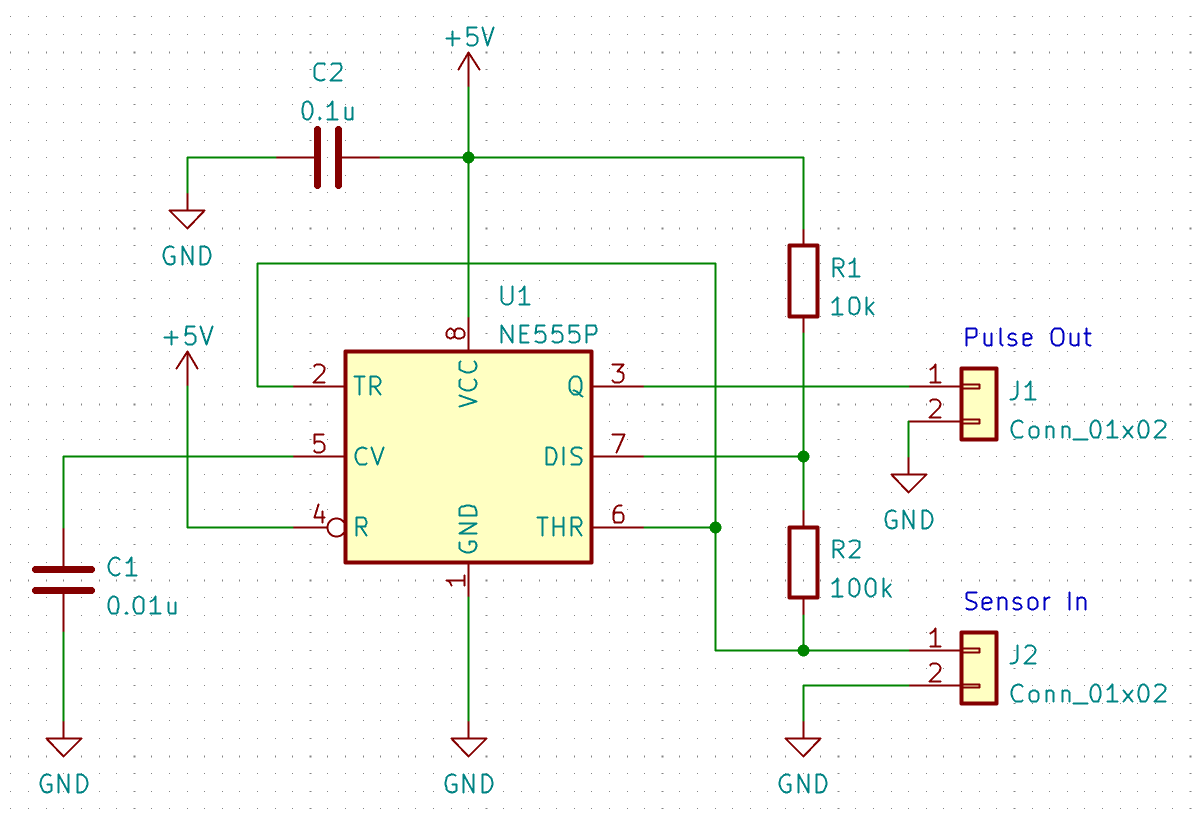 +5V
C2
0.1u
GND
+5V
U1
NE555P
R1
10k
8
2
TR
VCC
Q
3
5
CV
DIS
7
4
R
GND
THR
6
1
Pulse Out
1
2
J1
Conn_01x02
GND
R2
100k
C1
0.01u
Sensor In
1
2
J2
Conn_01x02
GND
GND
GND